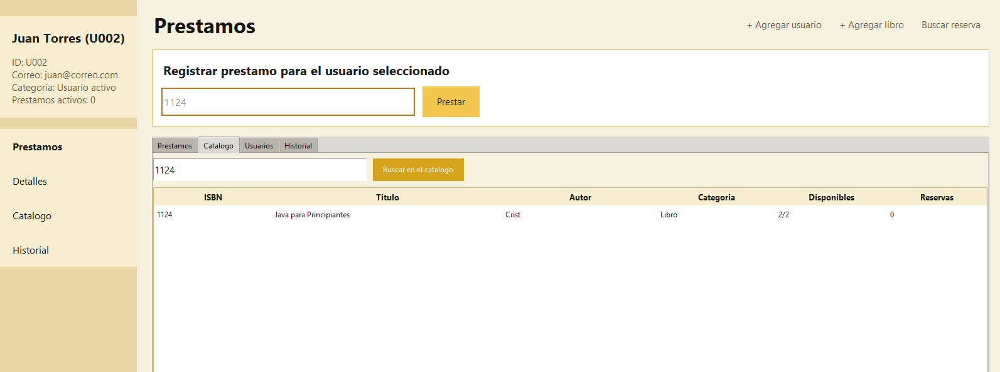 Juan Torres (U002)
ID: U002
Correo: juan@correo.com
Categoria: Usuario activo
Prestamos activos: 0
Prestamos
Detalles
Catalogo
Historial
Prestamos
+ Agregar usuario + Agregar libro Buscar reserva
Registrar prestamo para el usuario seleccionado
1124 Prestar
Prestamos Catalogo Usuarios Historial
1124 Buscar en el catalogo
ISBN Titulo Autor Categoria Disponibles Reservas
1124 Java para Principiantes Crist Libro 2/2 0